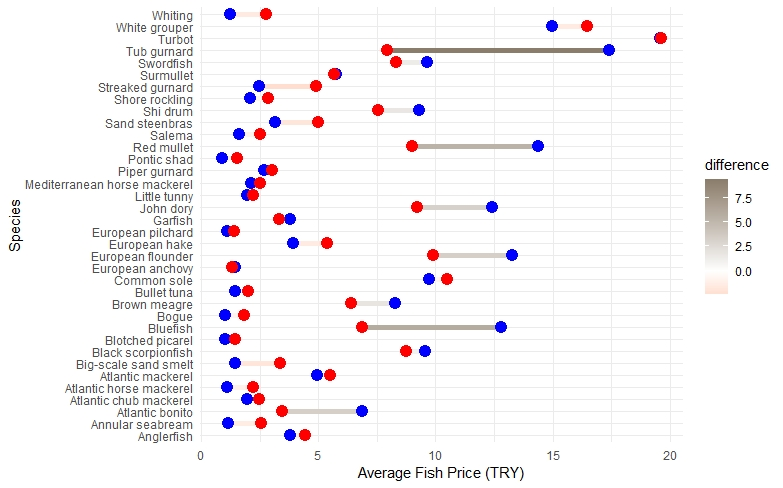 Whiting
White grouper
Turbot
Tub gurnard
Swordfish
Surmullet
Streaked gurnard
Shore rockling
Shi drum
Sand steenbras
Salema
Red mullet
Pontic shad
Piper gurnard
Mediterranean horse mackerel
Little tunny
John dory
Garfish
European pilchard
European hake
European flounder
European anchovy
Common sole
Bullet tuna
Brown meagre
Bogue
Bluefish
Blotched picarel
Black scorpionfish
Big-scale sand smelt
Atlantic mackerel
Atlantic horse mackerel
Atlantic chub mackerel
Atlantic bonito
Annular seabream
Anglerfish
Species
0 5 10 15 20
Average Fish Price (TRY)
difference
7.5
5.0
2.5
0.0